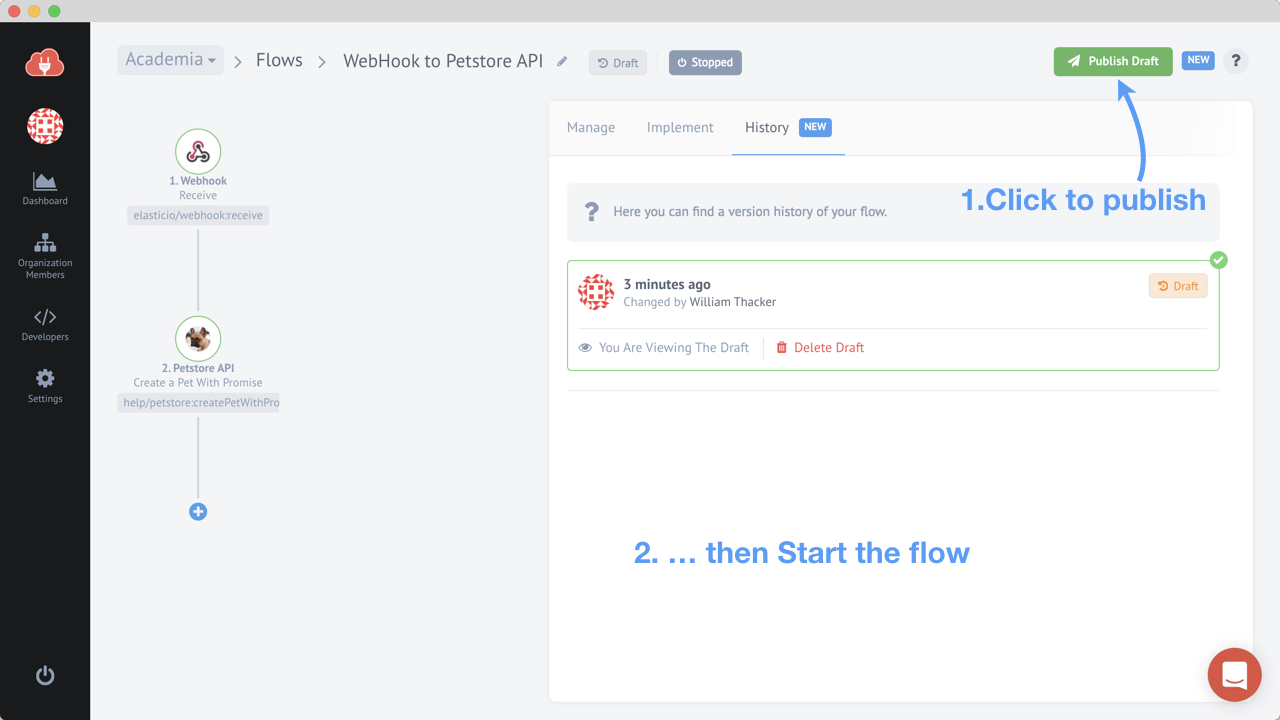 Academia
Flows
WebHook to Petstore API
Draft
Stopped
Publish Draft
NEW
?
Dashboard
Organization
Members
Developers
Settings
1. Webhook
Receive
elasticio/webhook:receive
2. Petstore API
Create a Pet With Promise
help/petstore:createPetWithPro
Manage
Implement
History
NEW
? Here you can find a version history of your flow.
1.Click to publish
3 minutes ago
Changed by William Thacker
Draft
You Are Viewing The Draft
Delete Draft
2. … then Start the flow